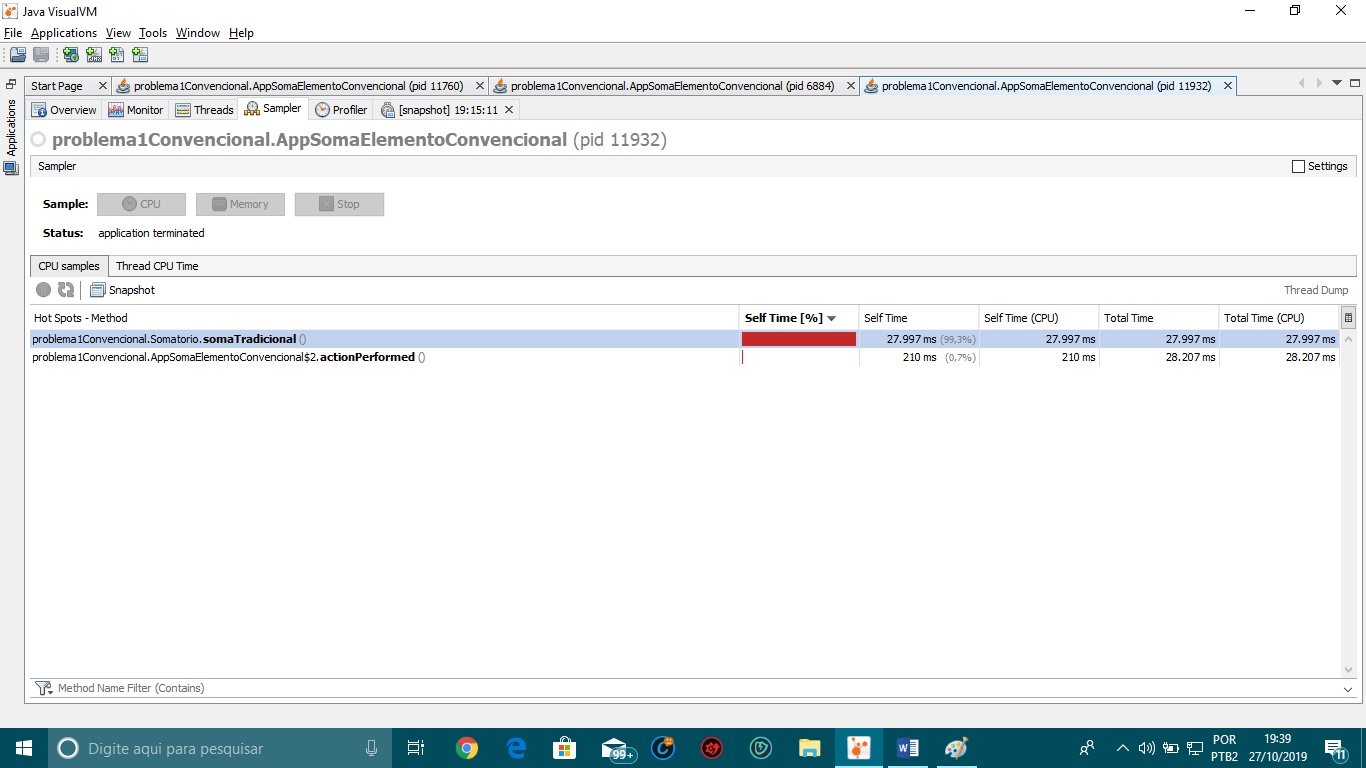 Java VisualVM
File Applications View Tools Window Help
Applications
Start Page problema1Convencional.AppSomaElementoConvencional (pid 11760) problema1Convencional.AppSomaElementoConvencional (pid 6884) problema1Convencional.AppSomaElementoConvencional (pid 11932)
Overview Monitor Threads Sampler Profiler [snapshot] 19:15:11
problema1Convencional.AppSomaElementoConvencional (pid 11932)
Sampler Settings
Sample: CPU Memory Stop
Status: application terminated
CPU samples Thread CPU Time
Snapshot Thread Dump
Hot Spots - Method Self Time [%] Self Time Self Time (CPU) Total Time Total Time (CPU)
problema1Convencional.Somatorio.somaTradicional () 27.997 ms (99,3%) 27.997 ms 27.997 ms 27.997 ms
problema1Convencional.AppSomaElementoConvencional$2.actionPerformed () 210 ms (0,7%) 210 ms 28.207 ms 28.207 ms
Method Name Filter (Contains)
Digite aqui para pesquisar 99+ POR 19:39
PTB2 27/10/2019 11